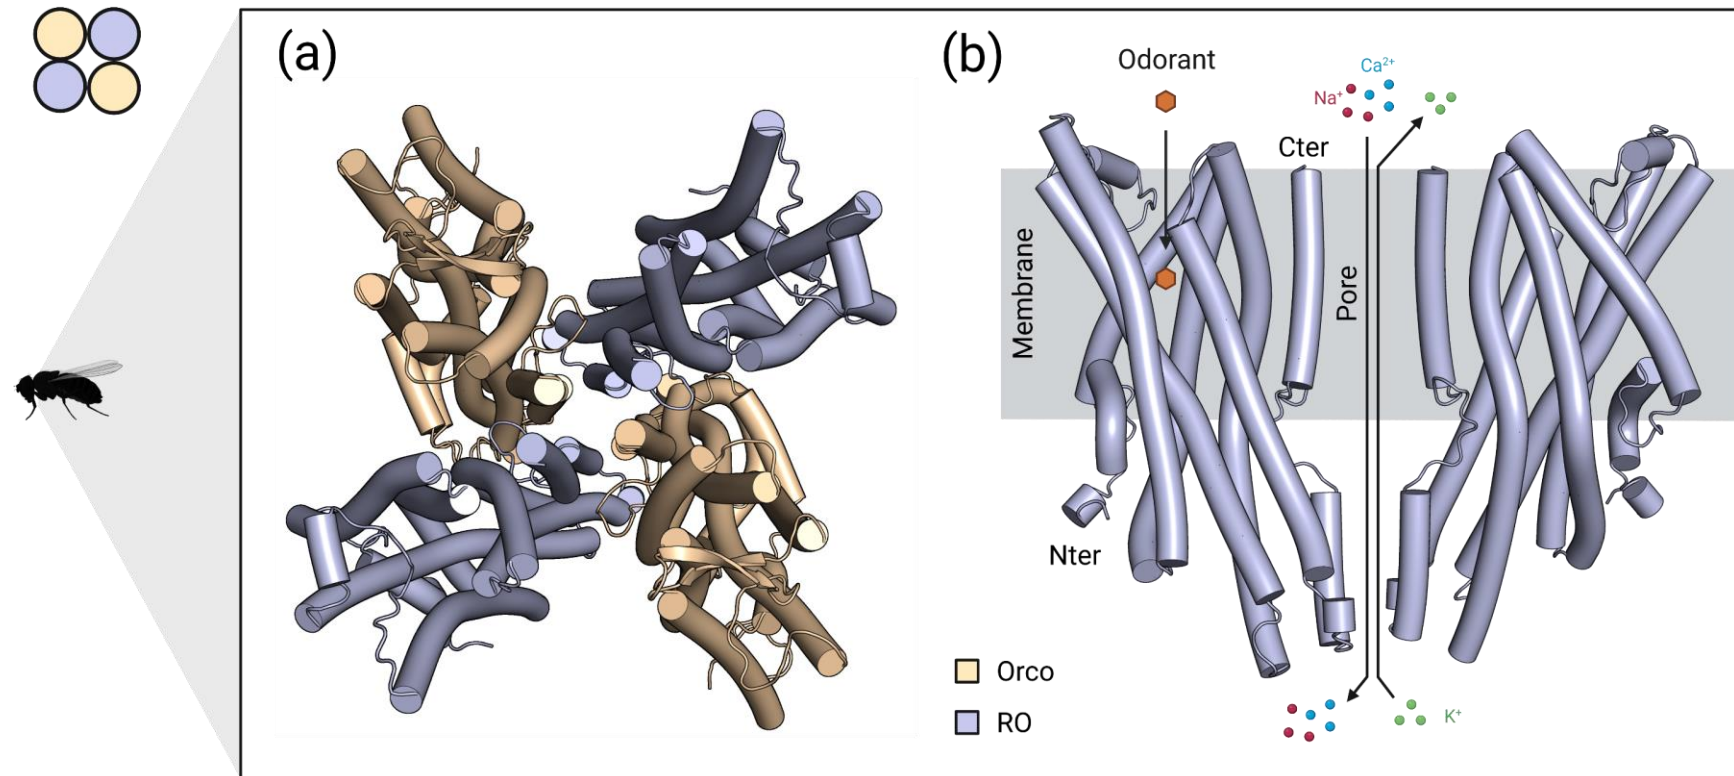 (a)
(b)
Odorant
Ca²⁺
Na⁺
Cter
Membrane
Pore
Nter
Orco
RO
K⁺